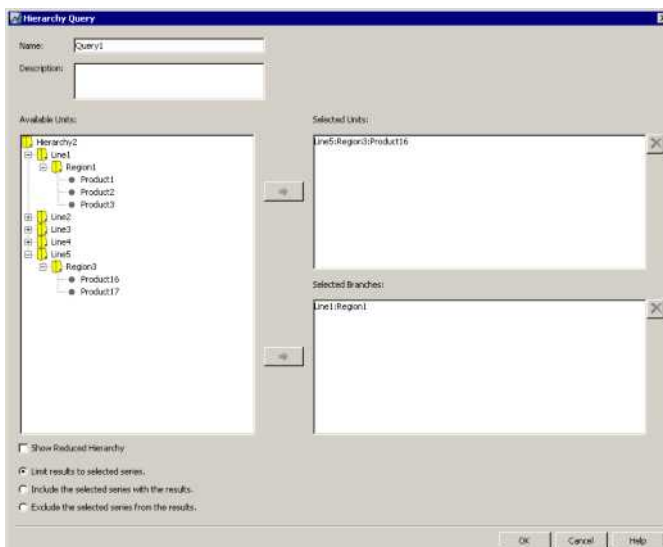 Hierarchy Query
Name:
Query1
Description:
Available Units:
Hierarchy2
Line1
Region1
Product1
Product2
Product3
Line2
Line3
Line4
Line5
Region3
Product16
Product17
Selected Units:
Line5:Region3:Product16
Selected Branches:
Line1:Region1
Show Reduced Hierarchy
Limit results to selected series.
Include the selected series with the results.
Exclude the selected series from the results.
OK
Cancel
Help